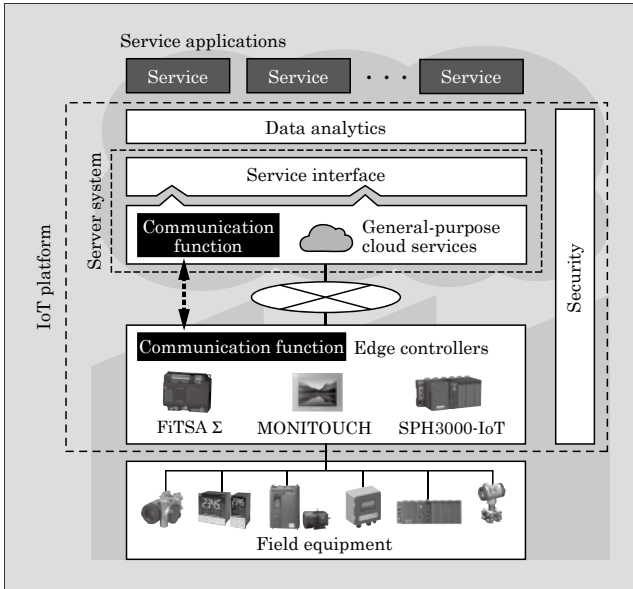 Service applications
Service Service · · · Service
Data analytics
Service interface
Communication
function
General-purpose
cloud services
Server system
IoT platform
Security
Communication function Edge controllers
FiTSA Σ MONITOUCH SPH3000-IoT
Field equipment